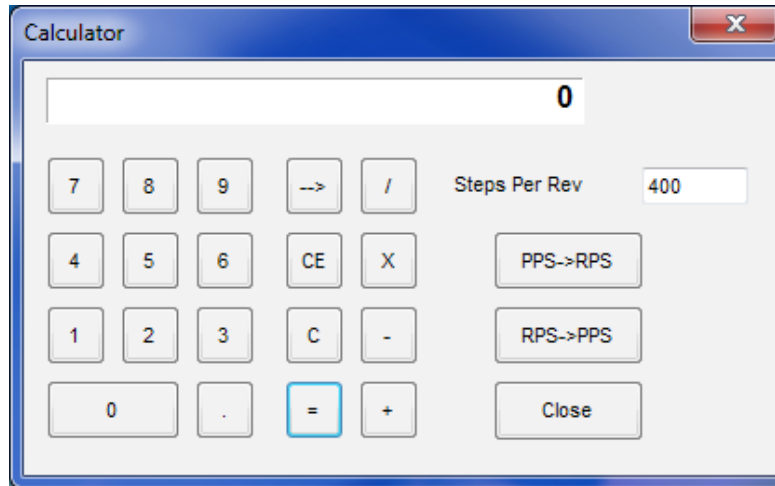 Calculator
X
0
7 8 9 --> / Steps Per Rev 400
4 5 6 CE X PPS->RPS
1 2 3 C - RPS->PPS
0 . = + Close